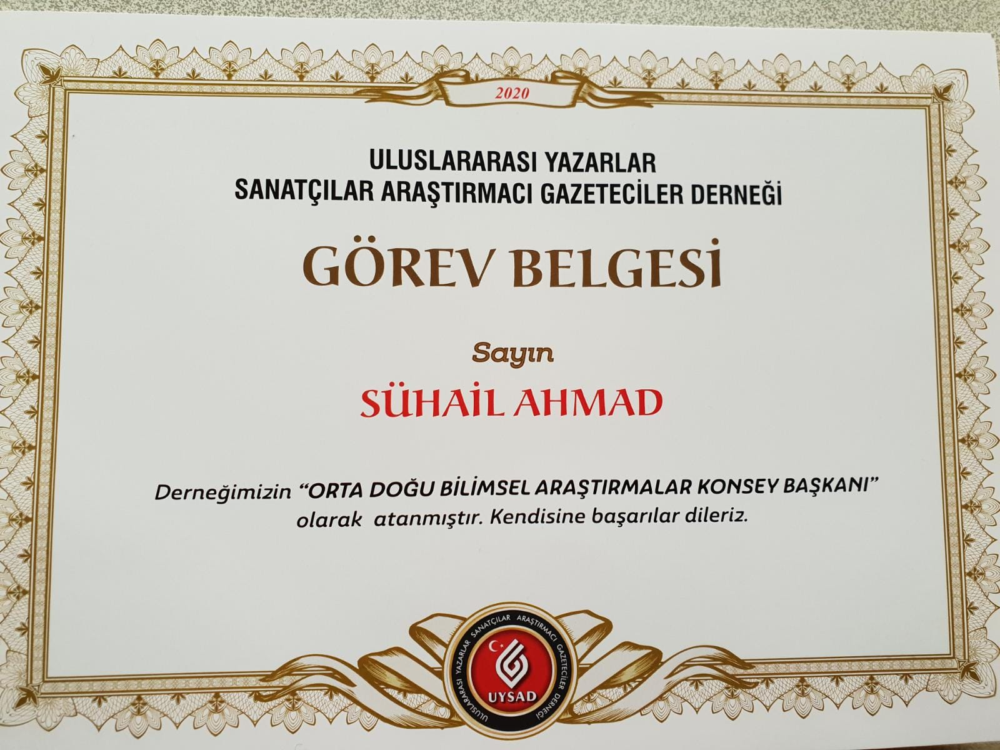 2020
ULUSLARARASI YAZARLAR
SANATÇILAR ARAŞTIRMACI GAZETECİLER DERNEĞİ
GÖREV BELGESİ
Sayın
SÜHAİL AHMAD
Derneğimizin “ORTA DOĞU BİLİMSEL ARAŞTIRMALAR KONSEY BAŞKANI”
olarak atanmıştır. Kendisine başarılar dileriz.
ULUSLARARASI YAZARLAR SANATÇILAR ARAŞTIRMACI GAZETECİLER DERNEĞİ
UYSAD